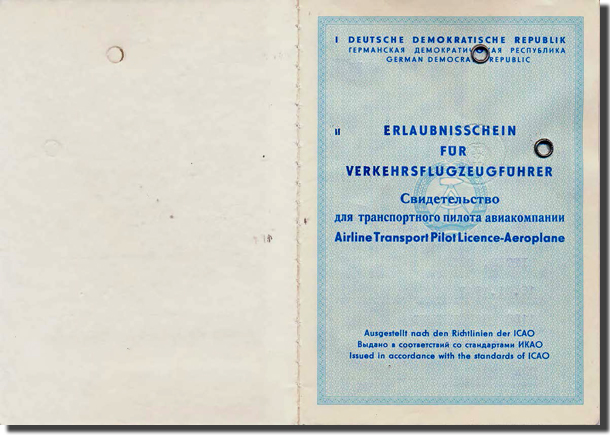 I DEUTSCHE DEMOKRATISCHE REPUBLIK
ГЕРМАНСКАЯ ДЕМОКРАТИЧЕСКАЯ РЕСПУБЛИКА
GERMAN DEMOCRATIC REPUBLIC
II ERLAUBNISSCHEIN
FÜR
VERKEHRSFLUGZEUGFÜHRER
Свидетельство
для транспортного пилота авиакомпании
Airline Transport Pilot Licence-Aeroplane
Ausgestellt nach den Richtlinien der ICAO
Выдано в соответствий со стандартами ИКАО
Issued in accordance with the standards of ICAO